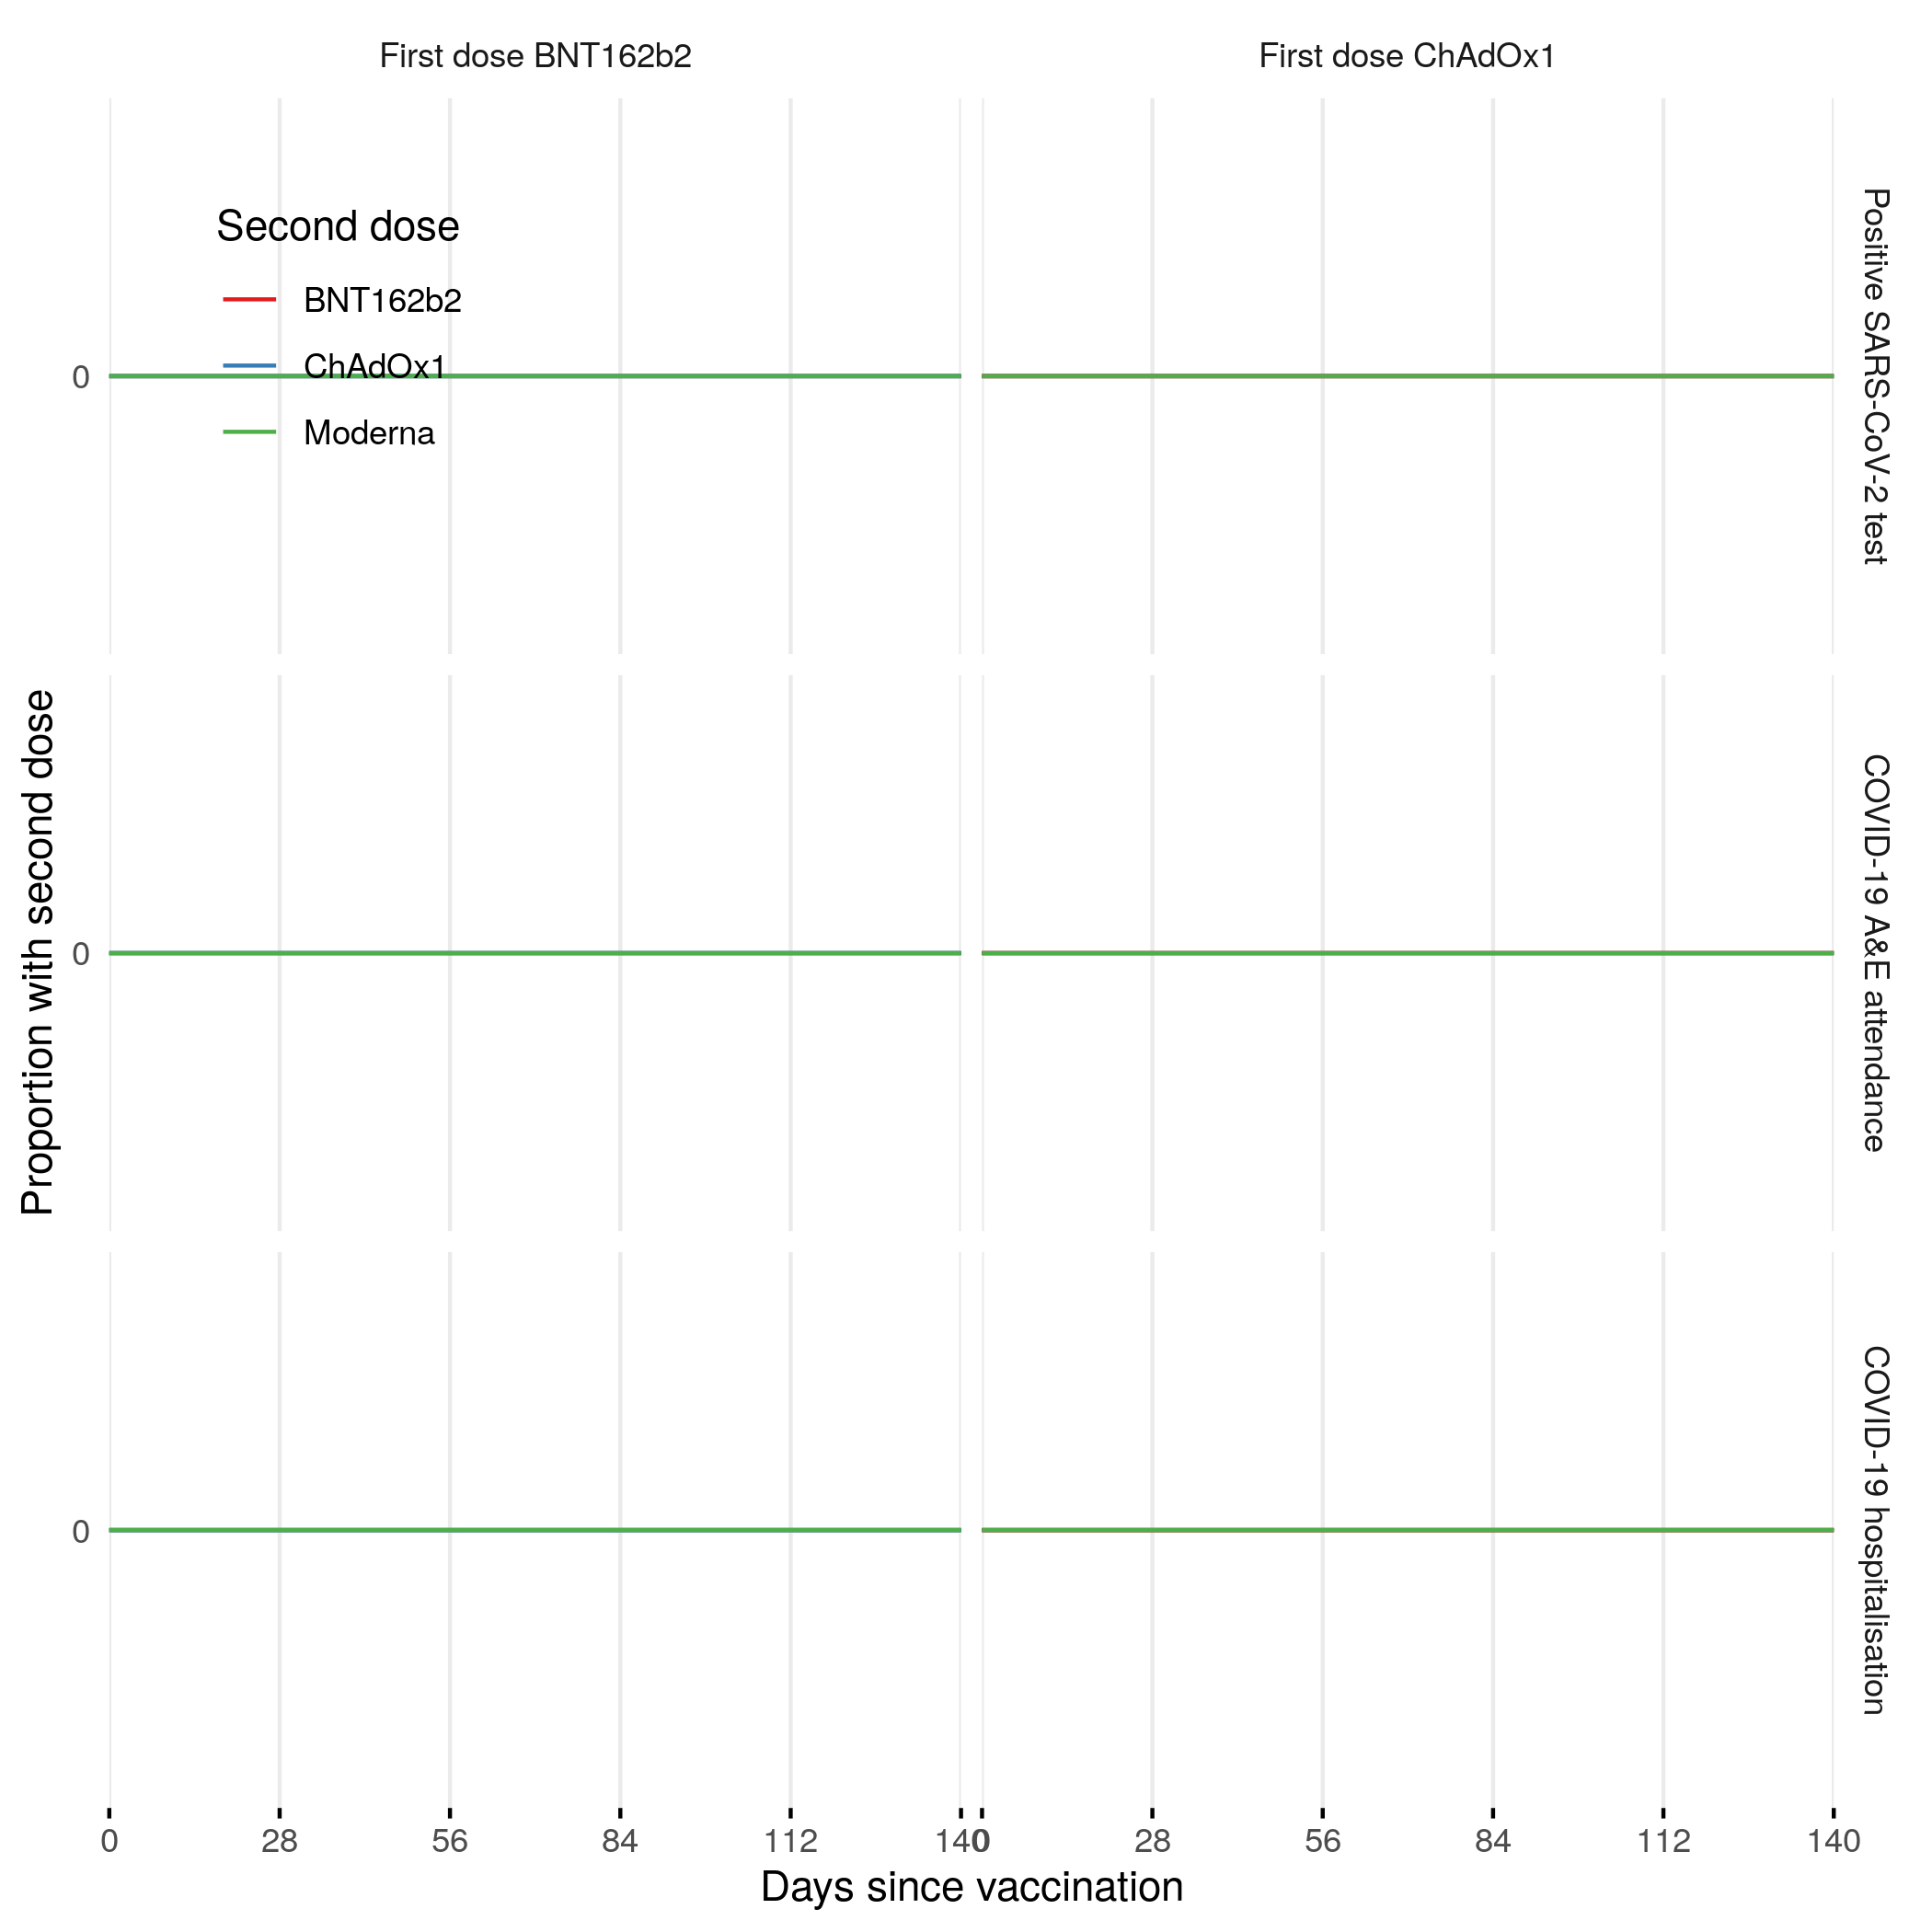 First dose BNT162b2
First dose ChAdOx1
Second dose
BNT162b2
ChAdOx1
Moderna
0
Positive SARS-CoV-2 test
Proportion with second dose
0
COVID-19 A&E attendance
0
COVID-19 hospitalisation
0 28 56 84 112 140 0 28 56 84 112 140
Days since vaccination